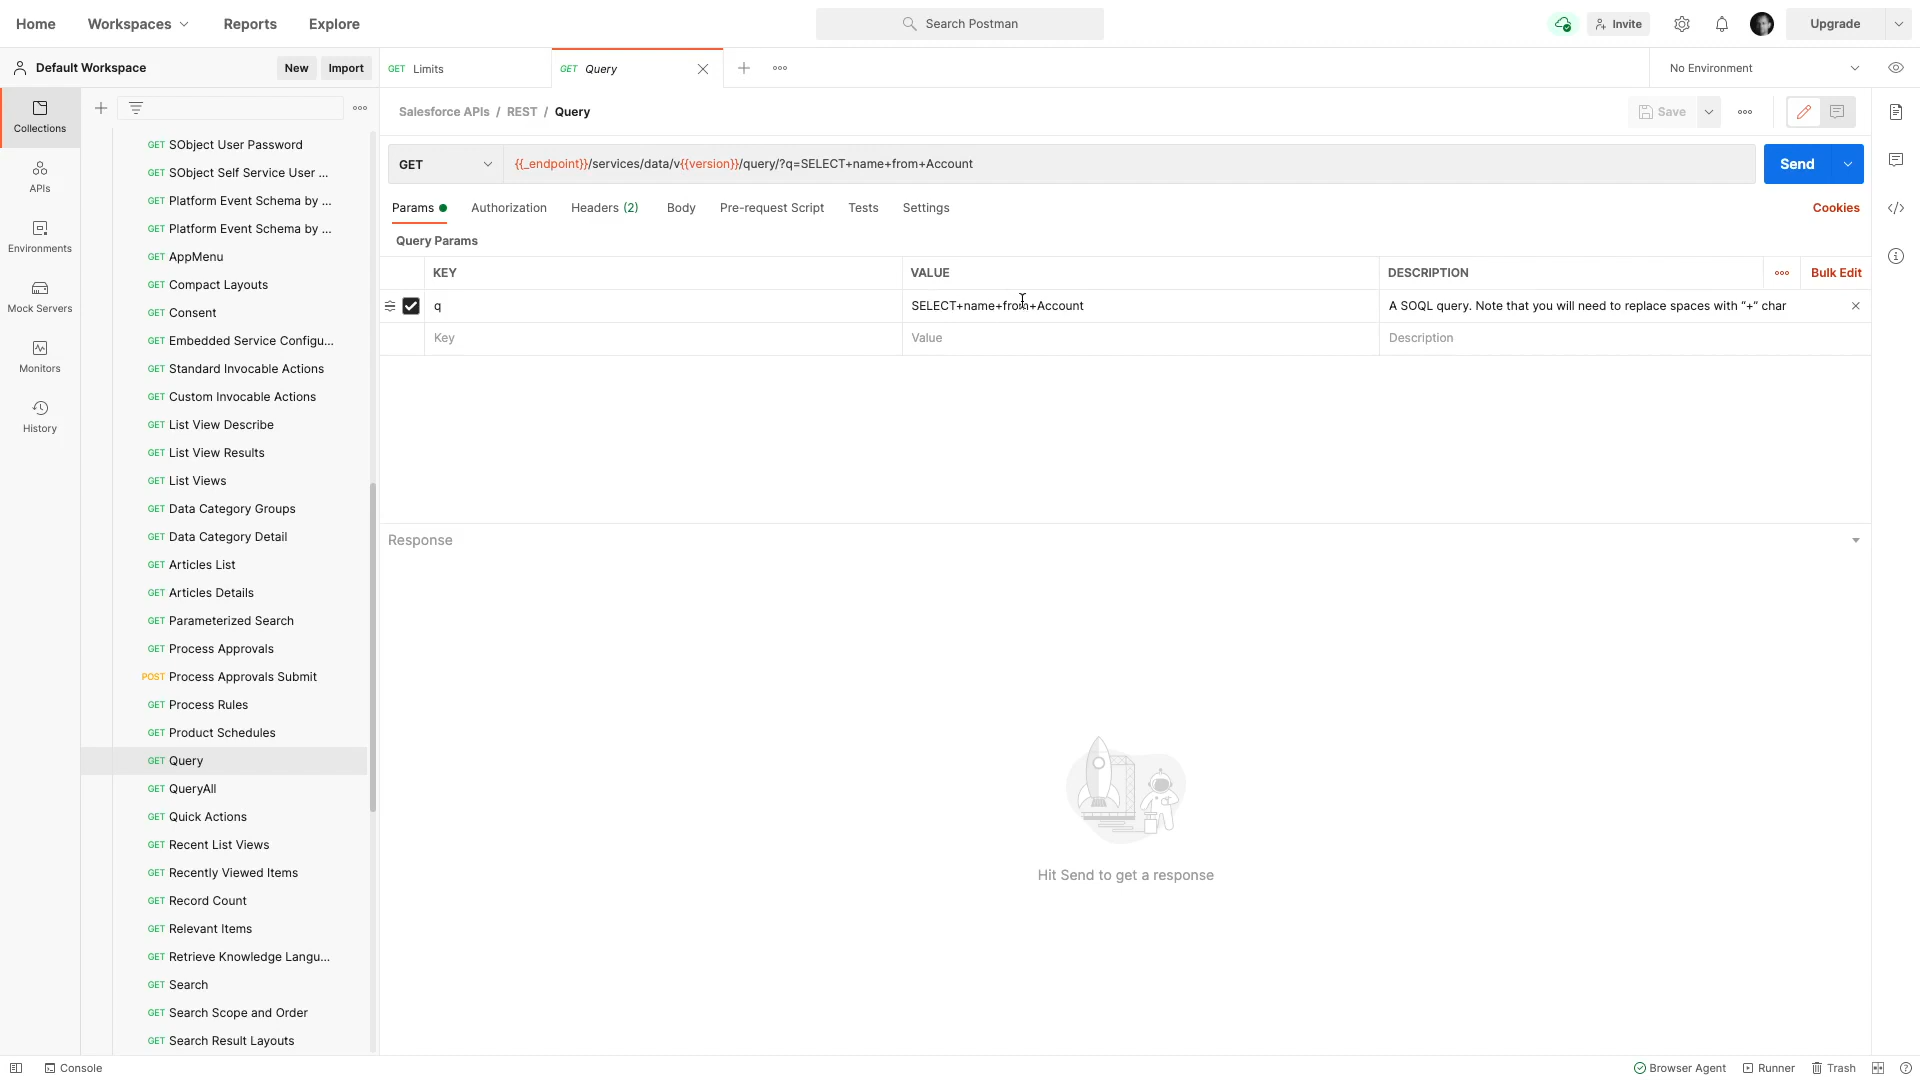 Home
Workspaces
Reports
Explore
Search Postman
Invite
Upgrade
Default Workspace
New
Import
GET Limits
GET Query
No Environment
Collections
APIs
Environments
Mock Servers
Monitors
History
GET SObject User Password
GET SObject Self Service User ...
GET Platform Event Schema by ...
GET Platform Event Schema by ...
GET AppMenu
GET Compact Layouts
GET Consent
GET Embedded Service Configu...
GET Standard Invocable Actions
GET Custom Invocable Actions
GET List View Describe
GET List View Results
GET List Views
GET Data Category Groups
GET Data Category Detail
GET Articles List
GET Articles Details
GET Parameterized Search
GET Process Approvals
POST Process Approvals Submit
GET Process Rules
GET Product Schedules
GET Query
GET QueryAll
GET Quick Actions
GET Recent List Views
GET Recently Viewed Items
GET Record Count
GET Relevant Items
GET Retrieve Knowledge Langu...
GET Search
GET Search Scope and Order
GET Search Result Layouts
Salesforce APIs / REST / Query
Save
GET
{{_endpoint}}/services/data/v{{version}}/query/?q=SELECT+name+from+Account
Send
Params
Authorization
Headers (2)
Body
Pre-request Script
Tests
Settings
Cookies
Query Params
KEY
VALUE
DESCRIPTION
Bulk Edit
q
SELECT+name+from+Account
A SOQL query. Note that you will need to replace spaces with “+” char
Key
Value
Description
Response
Hit Send to get a response
Console
Browser Agent
Runner
Trash